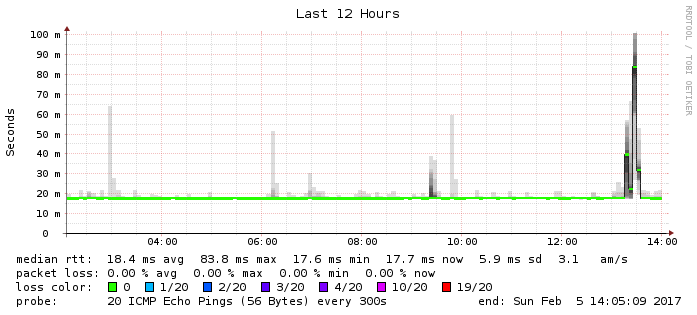 Last 12 Hours
RRDTOOL / TOBI OETIKER
Seconds
100 m
90 m
80 m
70 m
60 m
50 m
40 m
30 m
20 m
10 m
0
04:00 06:00 08:00 10:00 12:00 14:00
median rtt: 18.4 ms avg 83.8 ms max 17.6 ms min 17.7 ms now 5.9 ms sd 3.1 am/s
packet loss: 0.00 % avg 0.00 % max 0.00 % min 0.00 % now
loss color: 0 1/20 2/20 3/20 4/20 10/20 19/20
probe: 20 ICMP Echo Pings (56 Bytes) every 300s end: Sun Feb 5 14:05:09 2017